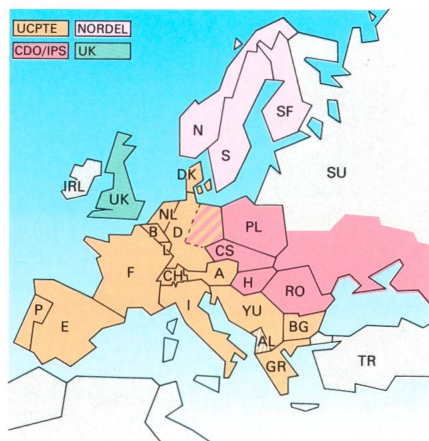 UCPTE NORDEL
CDO/IPS UK
N
SF
S
SU
IRL
DK
UK
NL
PL
B
D
L
CS
F
CH
A
H
RO
I
YU
P
E
BG
AL
GR
TR